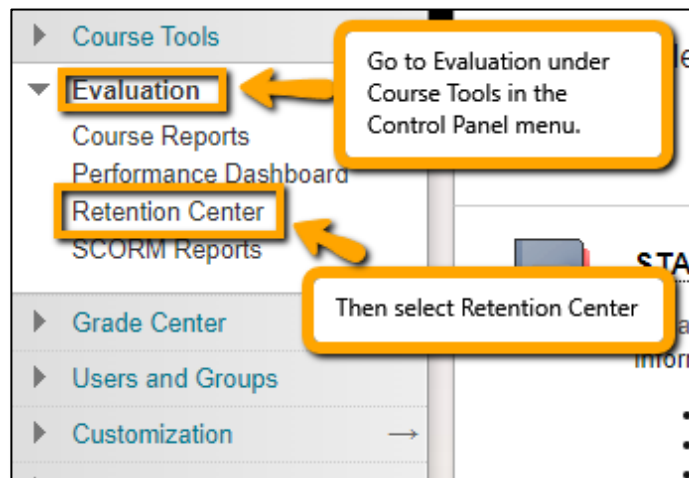 Course Tools
Evaluation
Course Reports
Performance Dashboard
Retention Center
SCORM Reports
Grade Center
Users and Groups
Customization
Go to Evaluation under
Course Tools in the
Control Panel menu.
Then select Retention Center
STA